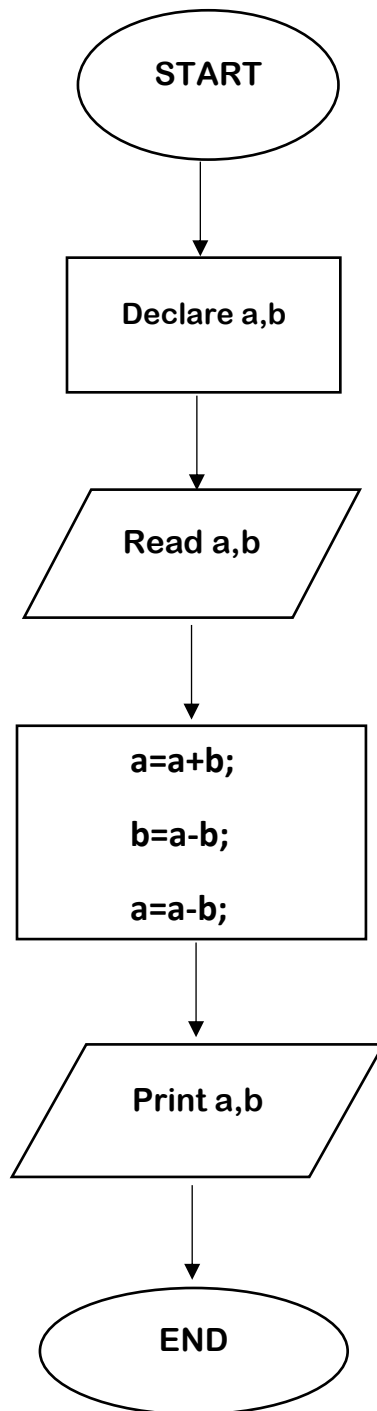 START
Declare a,b
Read a,b
a=a+b;
b=a-b;
a=a-b;
Print a,b
END